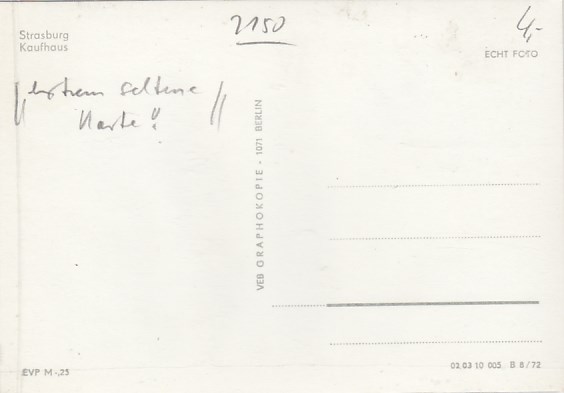 Strasburg
Kaufhaus
2150
4,-
ECHT FOTO
"extrem seltene
Karte"!
VEB GRAPHOKOPIE · 1071 BERLIN
EVP M -,25
03 03 10 005 B 8/72